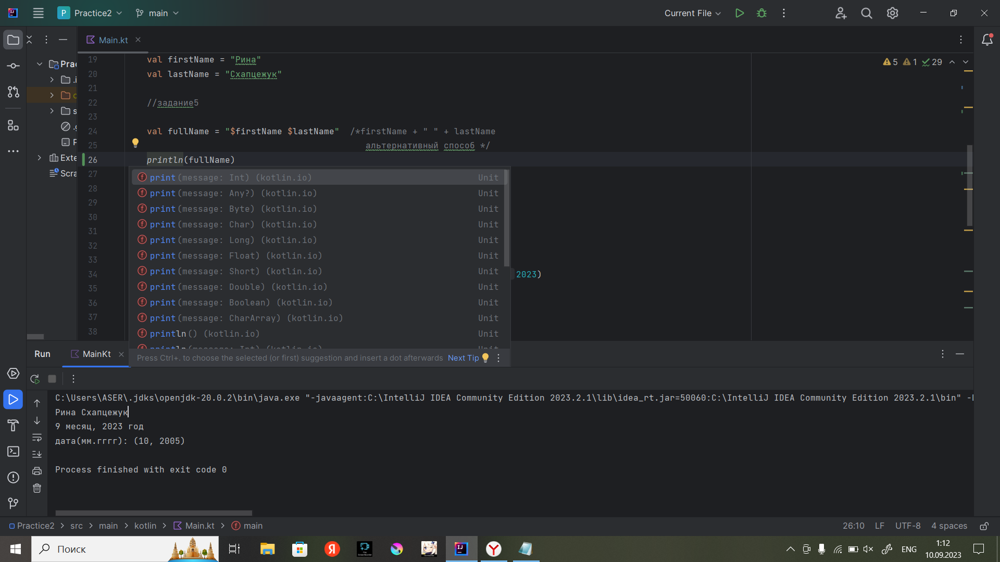 P Practice2 main Current File
Main.kt
Prac
.i
Exte
Scra
5 1 29
19 val firstName = "Рина"
20 val lastName = "Схапцежук"
21
22 //задание5
23
24 val fullName = "$firstName $lastName" /*firstName + " " + lastName
25 альтернативный способ */
26 println(fullName)
27
28
29
30
31
32
33
34 2023)
35
36
37
38
print(message: Int) (kotlin.io) Unit
print(message: Any?) (kotlin.io) Unit
print(message: Byte) (kotlin.io) Unit
print(message: Char) (kotlin.io) Unit
print(message: Long) (kotlin.io) Unit
print(message: Float) (kotlin.io) Unit
print(message: Short) (kotlin.io) Unit
print(message: Double) (kotlin.io) Unit
print(message: Boolean) (kotlin.io) Unit
print(message: CharArray) (kotlin.io) Unit
println() (kotlin.io) Unit
println(message: Int) (kotlin.io) Unit
Press Ctrl+. to choose the selected (or first) suggestion and insert a dot afterwards Next Tip
Run MainKt
C:\Users\ASER\.jdks\openjdk-20.0.2\bin\java.exe "-javaagent:C:\IntelliJ IDEA Community Edition 2023.2.1\lib\idea_rt.jar=50060:C:\IntelliJ IDEA Community Edition 2023.2.1\bin" -
Рина Схапцежук
9 месяц, 2023 год
дата(мм.гггг): (10, 2005)
Process finished with exit code 0
Practice2 > src > main > kotlin > Main.kt > main 26:10 LF UTF-8 4 spaces
Поиск
ENG
1:12
10.09.2023